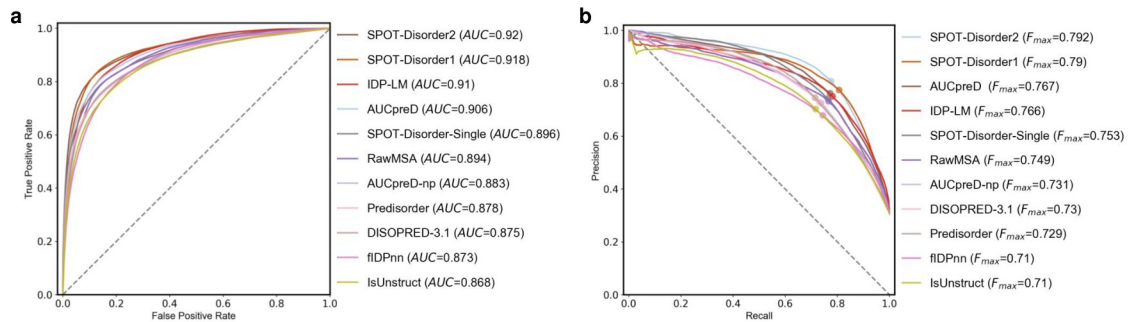 a
True Positive Rate
1.0
0.8
0.6
0.4
0.2
0.0
0.0 0.2 0.4 0.6 0.8 1.0
False Positive Rate
SPOT-Disorder2 (AUC=0.92)
SPOT-Disorder1 (AUC=0.918)
IDP-LM (AUC=0.91)
AUCpreD (AUC=0.906)
SPOT-Disorder-Single (AUC=0.896)
RawMSA (AUC=0.894)
AUCpreD-np (AUC=0.883)
Predisorder (AUC=0.878)
DISOPRED-3.1 (AUC=0.875)
flDPnn (AUC=0.873)
IsUnstruct (AUC=0.868)
b
Precision
1.0
0.8
0.6
0.4
0.2
0.0
0.0 0.2 0.4 0.6 0.8 1.0
Recall
SPOT-Disorder2 (Fmax=0.792)
SPOT-Disorder1 (Fmax=0.79)
AUCpreD (Fmax=0.767)
IDP-LM (Fmax=0.766)
SPOT-Disorder-Single (Fmax=0.753)
RawMSA (Fmax=0.749)
AUCpreD-np (Fmax=0.731)
DISOPRED-3.1 (Fmax=0.73)
Predisorder (Fmax=0.729)
flDPnn (Fmax=0.71)
IsUnstruct (Fmax=0.71)